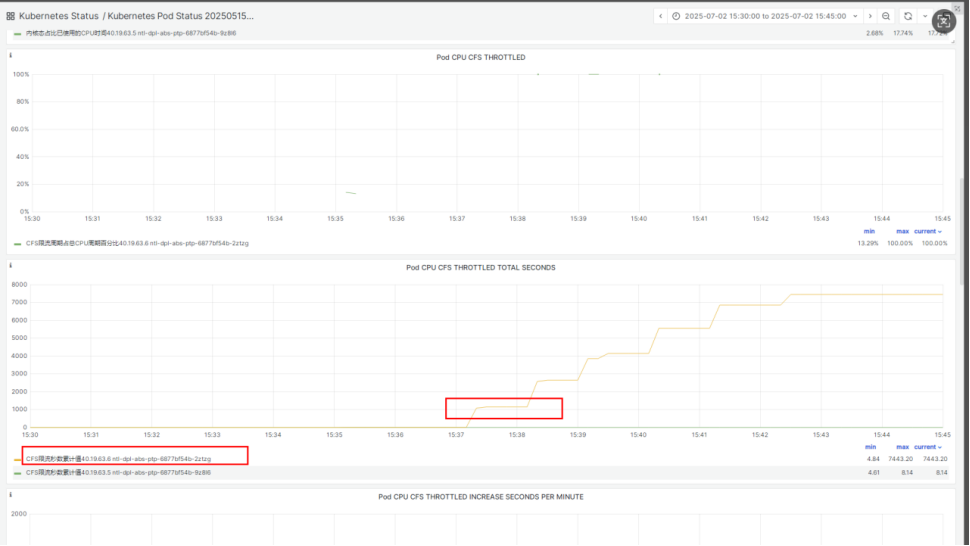 Kubernetes Status / Kubernetes Pod Status 20250515...
2025-07-02 15:30:00 to 2025-07-02 15:45:00
内核态占比已使用的CPU时间40.19.63.5 ntl-dpl-abs-ptp-6877bf54b-9z8l6 2.68% 17.74%
Pod CPU CFS THROTTLED
100%
80%
60.0%
40%
20%
0%
15:30 15:31 15:32 15:33 15:34 15:35 15:36 15:37 15:38 15:39 15:40 15:41 15:42 15:43 15:44 15:45
min max current
CFS限流周期占总CPU周期百分比40.19.63.6 ntl-dpl-abs-ptp-6877bf54b-2ztzg 13.29% 100.00% 100.00%
Pod CPU CFS THROTTLED TOTAL SECONDS
8000
7000
6000
5000
4000
3000
2000
1000
0
15:30 15:31 15:32 15:33 15:34 15:35 15:36 15:37 15:38 15:39 15:40 15:41 15:42 15:43 15:44 15:45
min max current
CFS限流秒数累计值40.19.63.6 ntl-dpl-abs-ptp-6877bf54b-2ztzg 4.84 7443.20 7443.20
CFS限流秒数累计值40.19.63.5 ntl-dpl-abs-ptp-6877bf54b-9z8l6 4.61 8.14 8.14
Pod CPU CFS THROTTLED INCREASE SECONDS PER MINUTE
2000